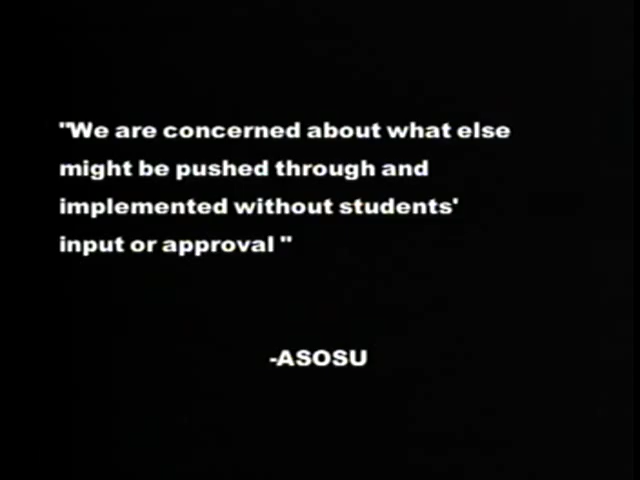 "We are concerned about what else
might be pushed through and
implemented without students'
input or approval "
-ASOSU